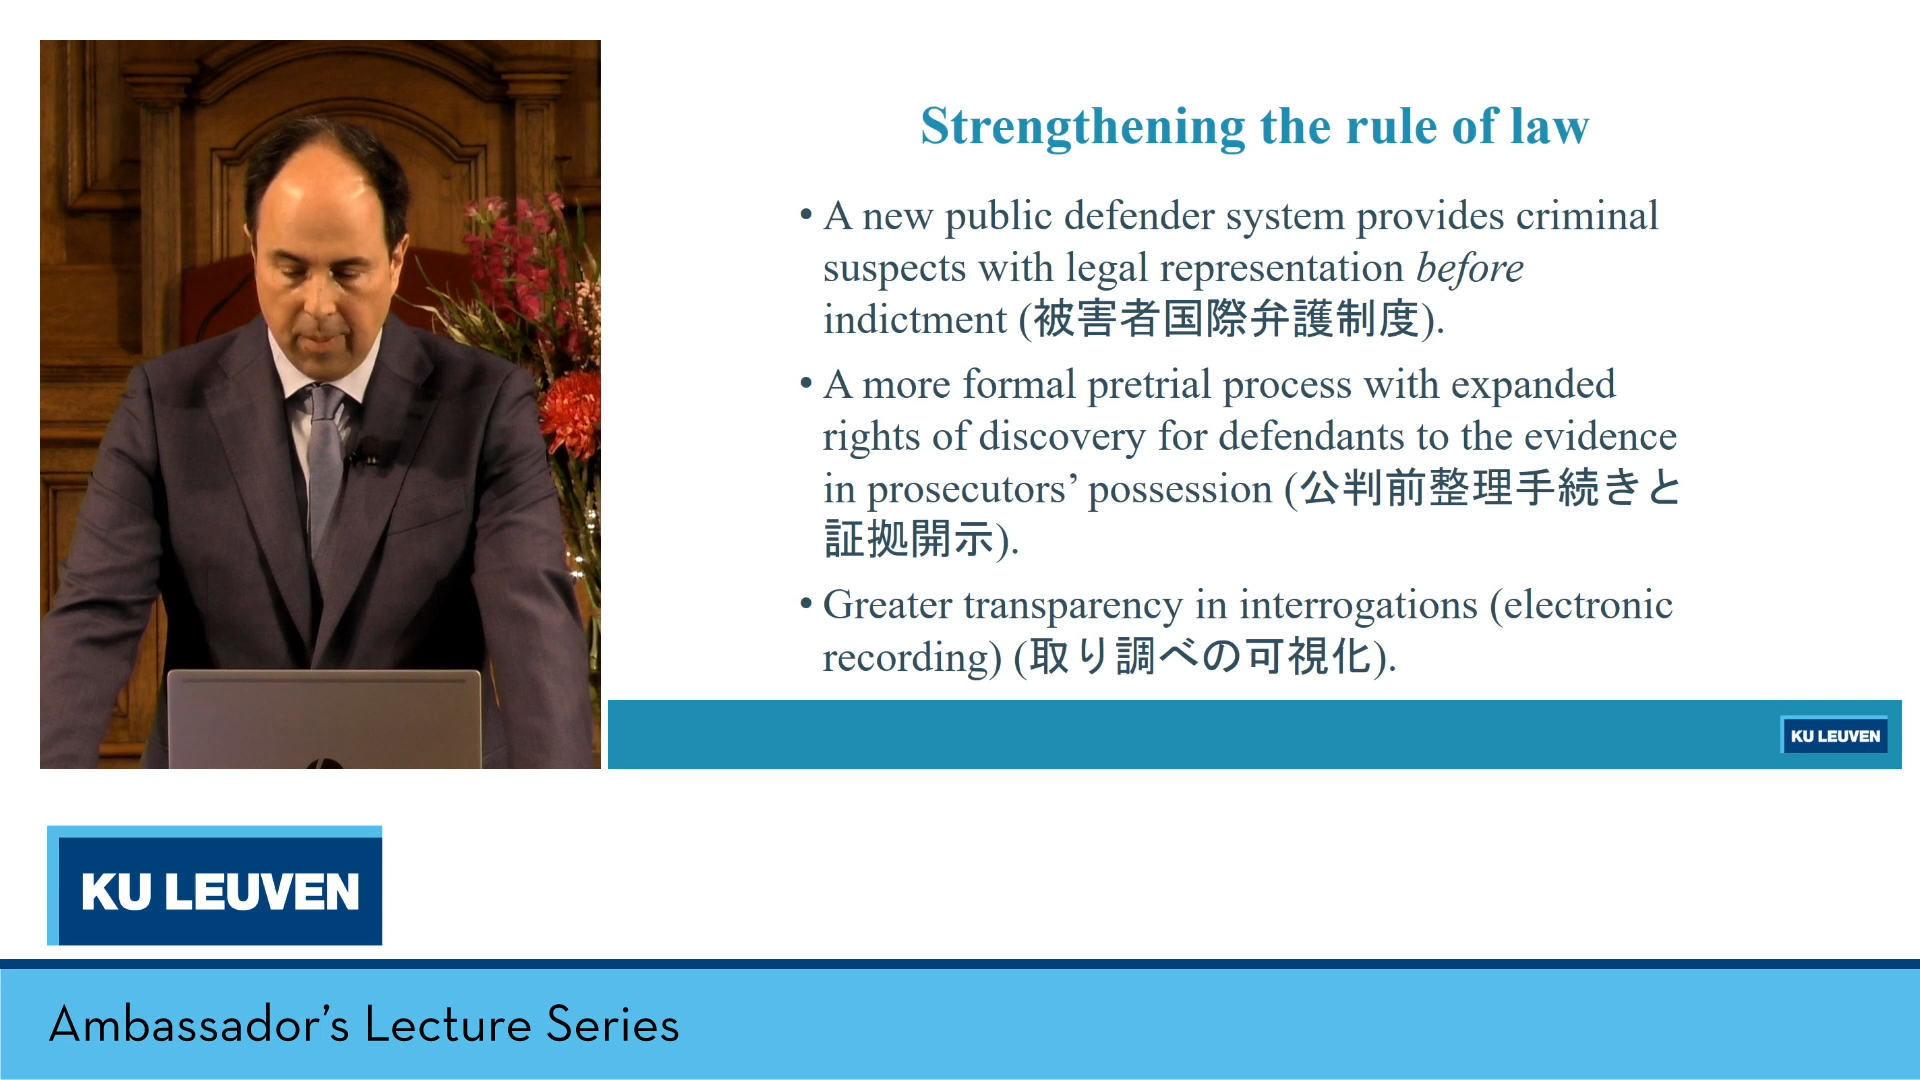 Strengthening the rule of law
• A new public defender system provides criminal
suspects with legal representation before
indictment (被害者国際弁護制度).
• A more formal pretrial process with expanded
rights of discovery for defendants to the evidence
in prosecutors’ possession (公判前整理手続きと
証拠開示).
• Greater transparency in interrogations (electronic
recording) (取り調べの可視化).
KU LEUVEN
KU LEUVEN
Ambassador’s Lecture Series